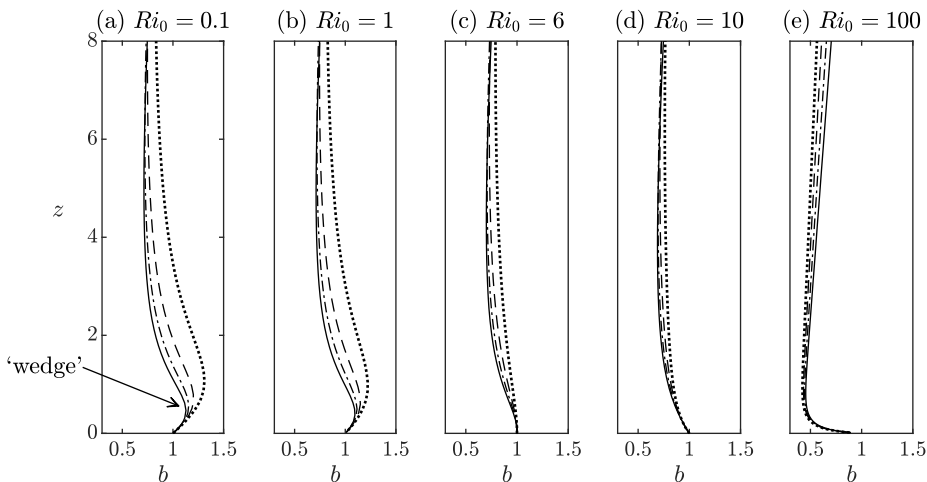 (a) Ri₀ = 0.1
(b) Ri₀ = 1
(c) Ri₀ = 6
(d) Ri₀ = 10
(e) Ri₀ = 100
8
6
z
4
2
'wedge'
0
0.5 1 1.5
0.5 1 1.5
0.5 1 1.5
0.5 1 1.5
0.5 1 1.5
b
b
b
b
b